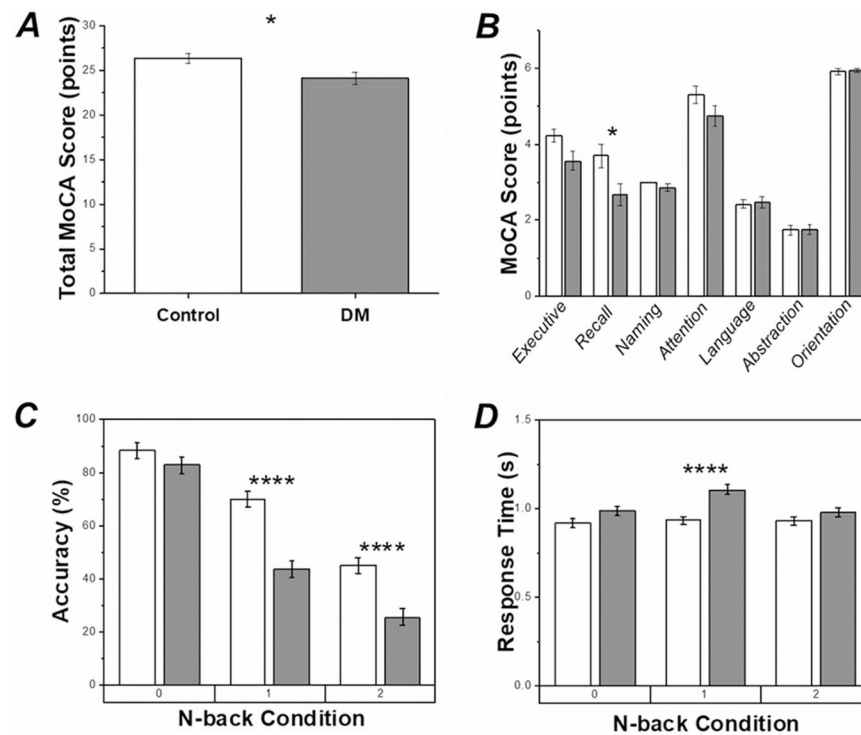 A
Total MoCA Score (points)
30
25
20
15
10
5
0
*
Control DM
B
MoCA Score (points)
6
4
2
0
*
Executive
Recall
Naming
Attention
Language
Abstraction
Orientation
C
Accuracy (%)
100
80
60
40
20
0
****
****
0 1 2
N-back Condition
D
Response Time (s)
1.5
1.0
0.5
0.0
****
0 1 2
N-back Condition